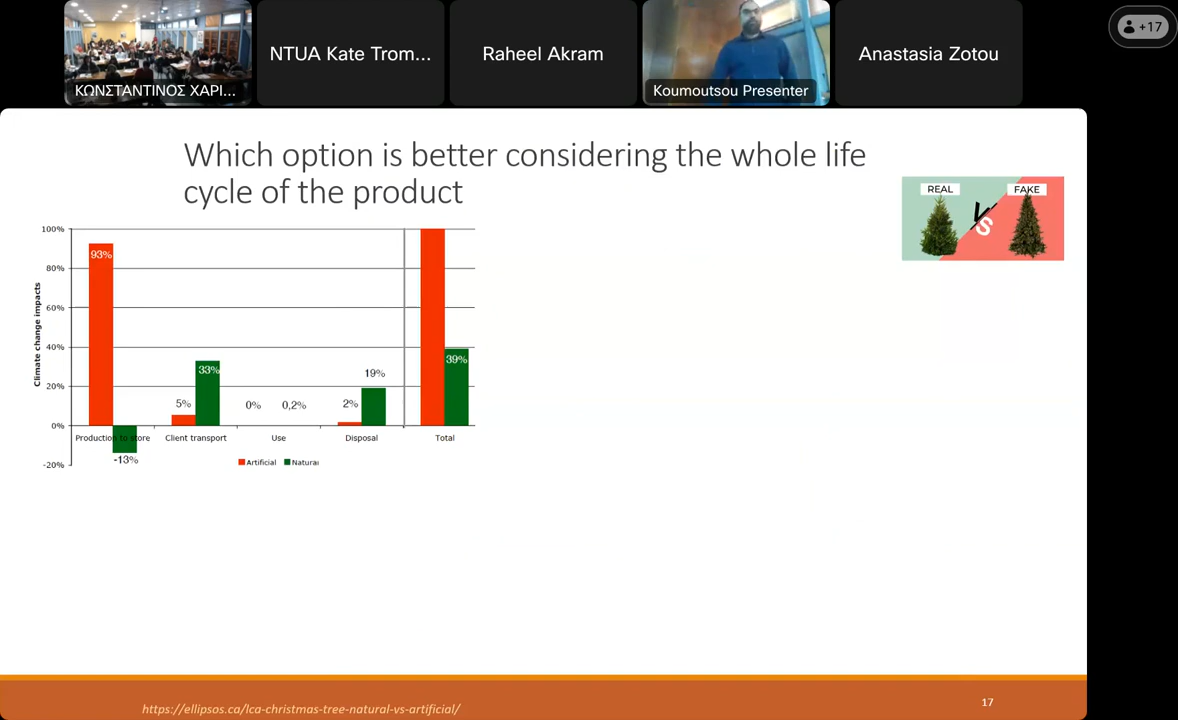 ΚΩΝΣΤΑΝΤΙΝΟΣ ΧΑΡΙ...
NTUA Kate Trom...
Raheel Akram
Koumoutsou Presenter
Anastasia Zotou
+17
Which option is better considering the whole life
cycle of the product
REAL
VS
FAKE
Climate change impacts
100%
80%
60%
40%
20%
0%
-20%
93%
-13%
5%
33%
0%
0,2%
2%
19%
39%
Production to store
Client transport
Use
Disposal
Total
Artificial
Natural
https://ellipsos.ca/lca-christmas-tree-natural-vs-artificial/
17